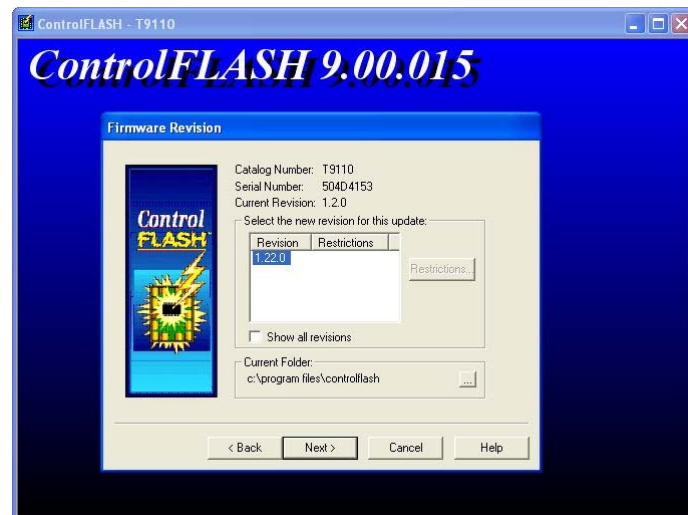 ControlFLASH - T9110
ControlFLASH 9.00.015
Firmware Revision
Catalog Number: T9110
Serial Number: 504D4153
Current Revision: 1.2.0
Control
FLASH
Select the new revision for this update:
Revision Restrictions
1.22.0
Restrictions...
Show all revisions
Current Folder:
c:\program files\controlflash
...
< Back Next > Cancel Help